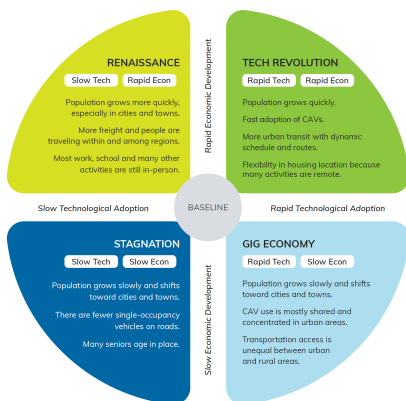 RENAISSANCE
Slow Tech
Rapid Econ
Population grows more quickly,
especially in cities and towns.
More freight and people are
traveling within and among regions.
Most work, school and many other
activities are still in-person.
Rapid Economic Development
TECH REVOLUTION
Rapid Tech
Rapid Econ
Population grows quickly.
Fast adoption of CAVs.
More urban transit with dynamic
schedule and routes.
Flexibility in housing location because
many activities are remote.
Slow Technological Adoption
BASELINE
Rapid Technological Adoption
STAGNATION
Slow Tech
Slow Econ
Population grows slowly and shifts
toward cities and towns.
There are fewer single-occupancy
vehicles on roads.
Many seniors age in place.
Slow Economic Development
GIG ECONOMY
Rapid Tech
Slow Econ
Population grows slowly and shifts
toward cities and towns.
CAV use is mostly shared and
concentrated in urban areas.
Transportation access is
unequal between urban
and rural areas.